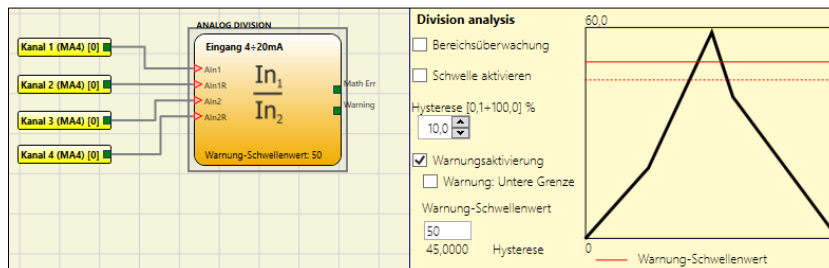 ANALOG DIVISION
Eingang 4÷20mA
Kanal 1 (MA4) [0]
Kanal 2 (MA4) [0]
Kanal 3 (MA4) [0]
Kanal 4 (MA4) [0]
AIn1
AIn1R
AIn2
AIn2R
In1
In2
Math Err
Warning
Warnung-Schwellenwert: 50
Division analysis
Bereichsüberwachung
Schwelle aktivieren
Hysterese [0,1÷100,0] %
10,0
Warnungsaktivierung
Warnung: Untere Grenze
Warnung-Schwellenwert
50
45,0000 Hysterese
60,0
0
Warnung-Schwellenwert